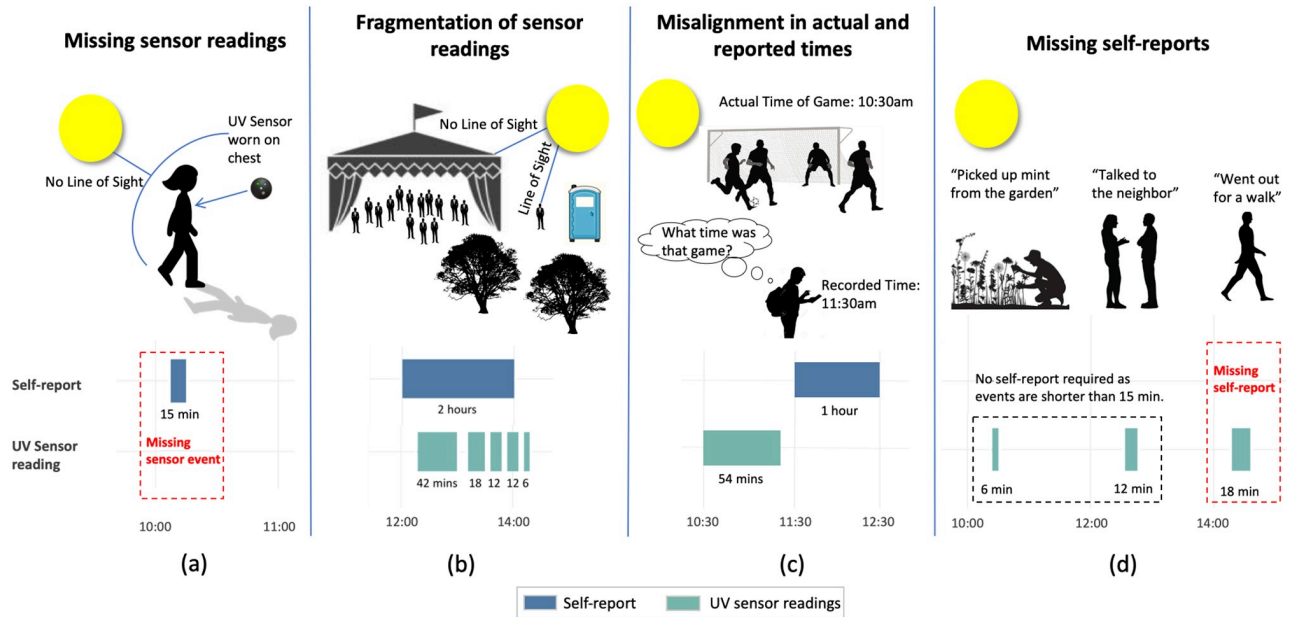 Missing sensor readings
UV Sensor
worn on
chest
No Line of Sight
Fragmentation of sensor
readings
No Line of Sight
Line of Sight
Misalignment in actual and
reported times
Actual Time of Game: 10:30am
What time was
that game?
Recorded Time:
11:30am
Missing self-reports
“Picked up mint
from the garden”
“Talked to
the neighbor”
“Went out
for a walk”
Self-report
UV Sensor
reading
15 min
Missing
sensor event
10:00
11:00
(a)
2 hours
42 mins
18
12
12
6
12:00
14:00
(b)
1 hour
54 mins
10:30
11:30
12:30
(c)
No self-report required as
events are shorter than 15 min.
Missing
self-report
6 min
12 min
18 min
10:00
12:00
14:00
(d)
Self-report
UV sensor readings